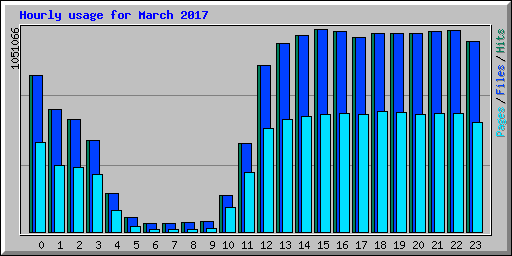 Hourly usage for March 2017
1051066
Pages/Files/Hits
0 1 2 3 4 5 6 7 8 9 10 11 12 13 14 15 16 17 18 19 20 21 22 23